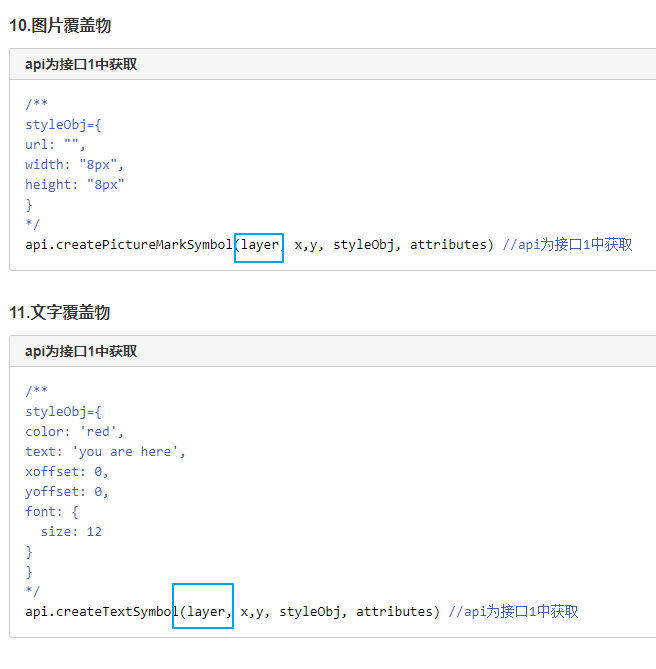 10.图片覆盖物
api为接口1中获取
/**
styleObj={
url: "",
width: "8px",
height: "8px"
}
*/
api.createPictureMarkSymbol(layer, x,y, styleObj, attributes) //api为接口1中获取
11.文字覆盖物
api为接口1中获取
/**
styleObj={
color: 'red',
text: 'you are here',
xoffset: 0,
yoffset: 0,
font: {
size: 12
}
}
*/
api.createTextSymbol(layer, x,y, styleObj, attributes) //api为接口1中获取